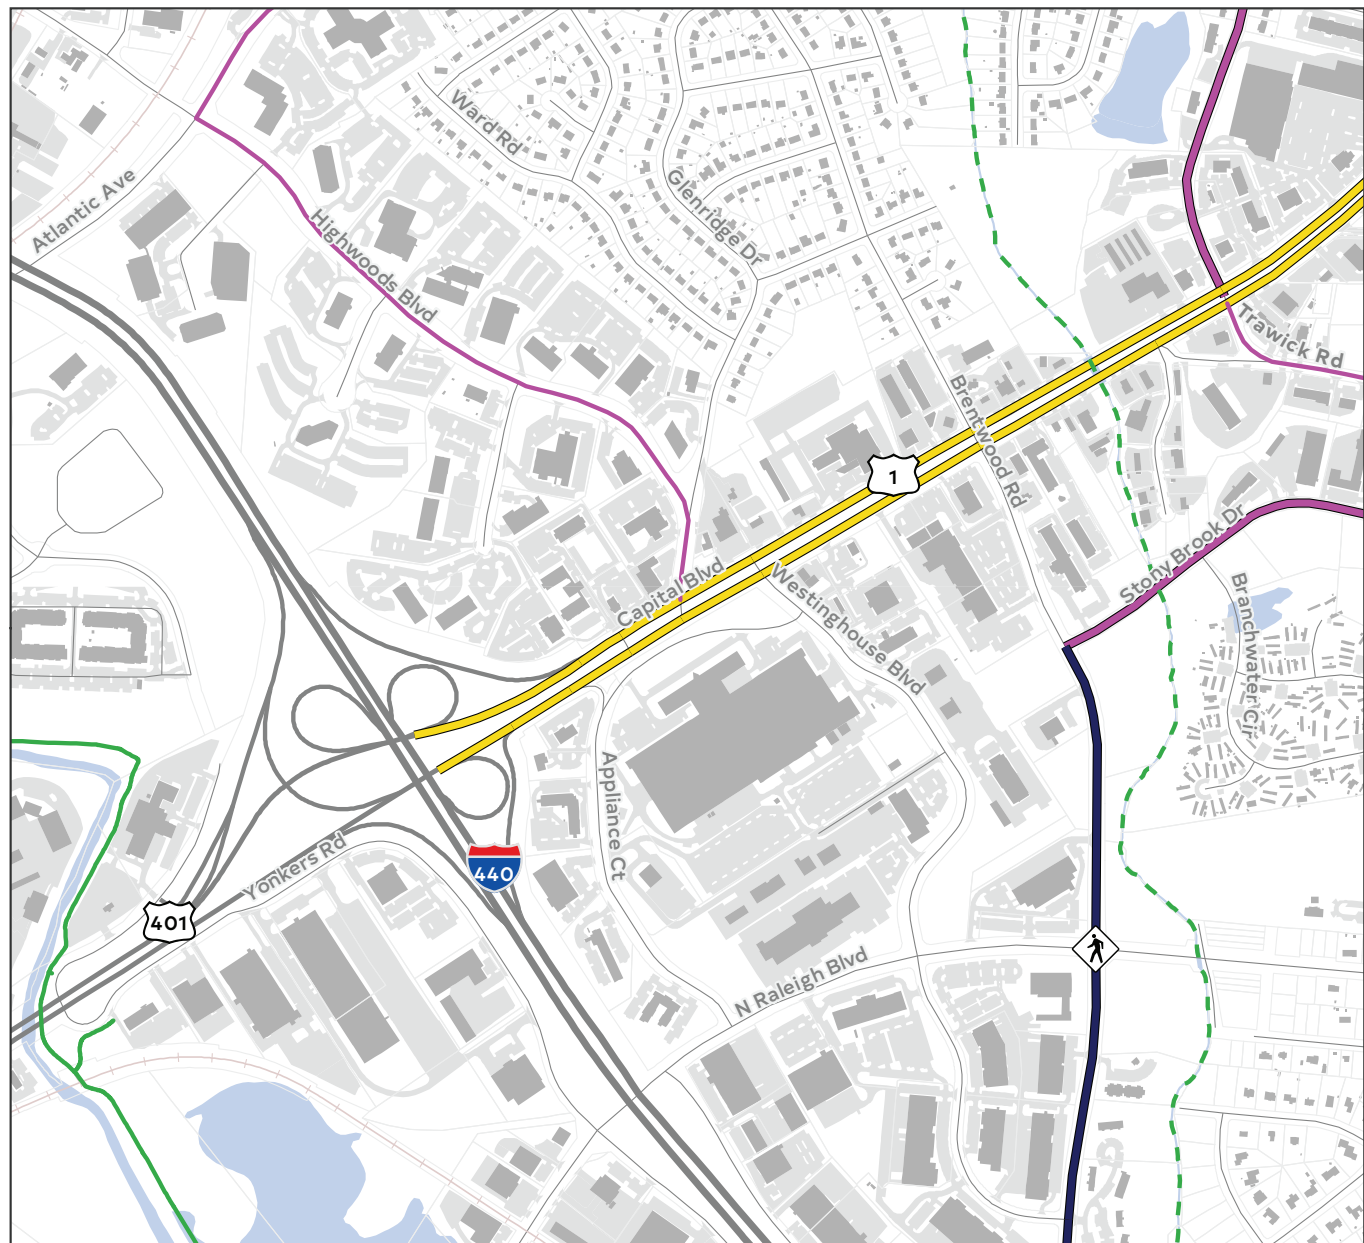 Ward Rd
Glenridge Dr
Atlantic Ave
Highwoods Blvd
Trawick Rd
Brentwood Rd
1
Stony Brook Dr
Capital Blvd
Westinghouse Blvd
Branchwater Cir
Appliance Ct
Yonkers Rd
440
401
N Raleigh Blvd